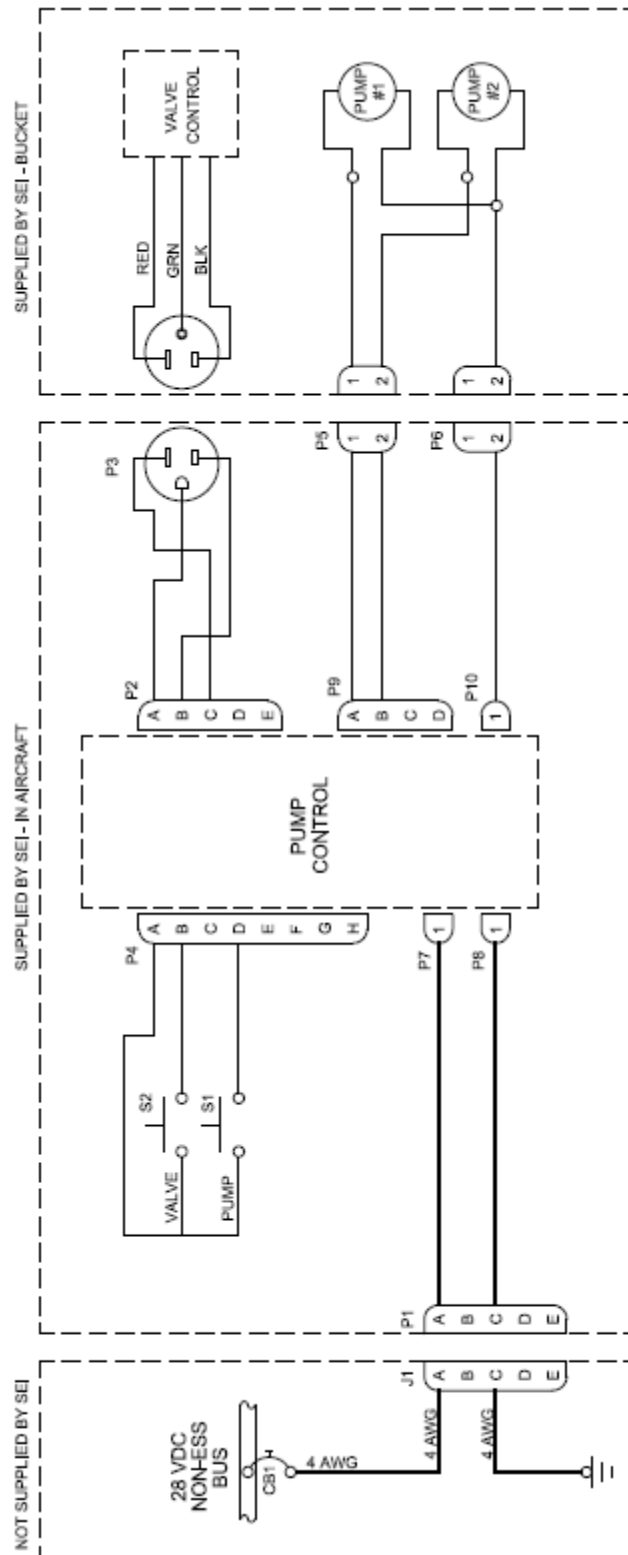 NOT SUPPLIED BY SEI
28 VDC
NON-ESS
BUS
CB1
4 AWG
4 AWG
4 AWG
J1
A
B
C
D
E
SUPPLIED BY SEI - IN AIRCRAFT
P1
A
B
C
D
E
VALVE
S2
PUMP
S1
P4
A
B
C
D
E
F
G
H
P7
1
P8
1
PUMP
CONTROL
P2
A
B
C
D
E
P9
A
B
C
D
P10
1
P3
P5
1
2
P6
1
2
SUPPLIED BY SEI - BUCKET
RED
GRN
BLK
VALVE
CONTROL
1
2
1
2
PUMP
#1
PUMP
#2